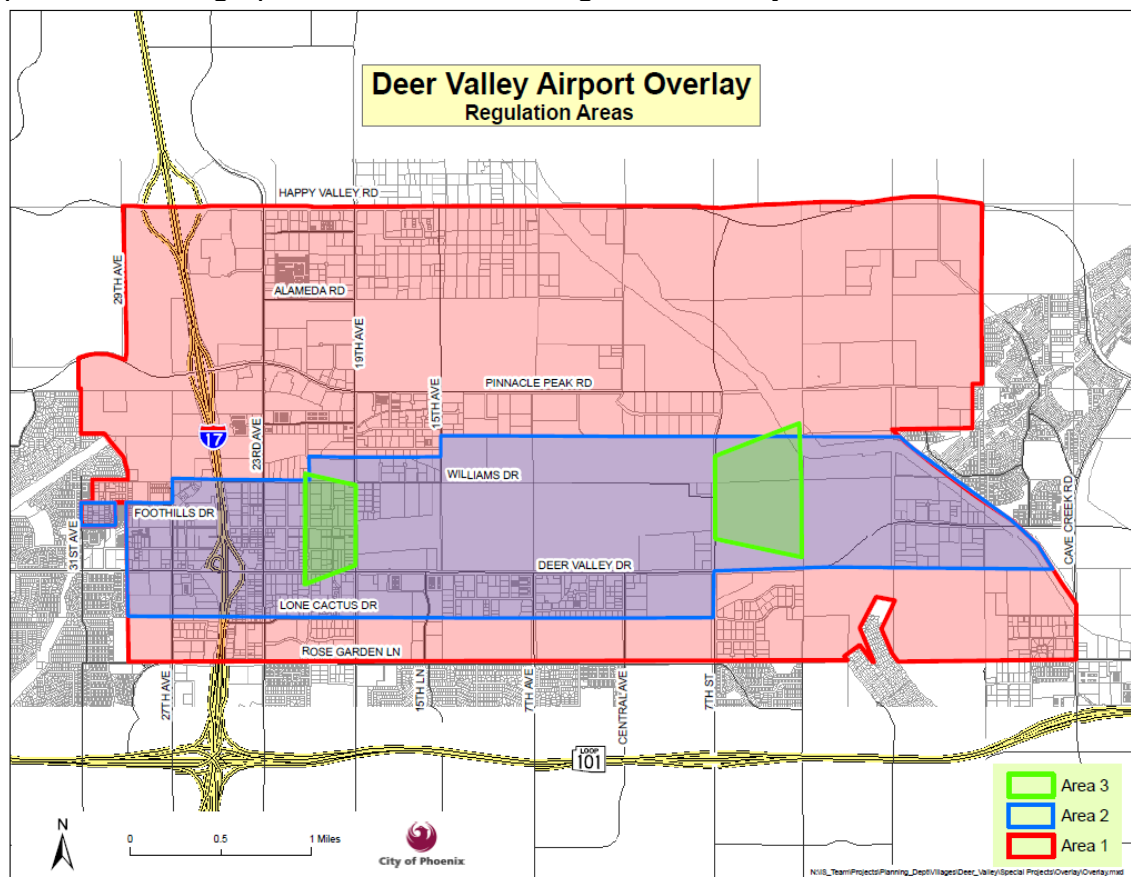 Deer Valley Airport Overlay
Regulation Areas
HAPPY VALLEY RD
29TH AVE
ALAMEDA RD
19TH AVE
PINNACLE PEAK RD
15TH AVE
23RD AVE
17
WILLIAMS DR
FOOTHILLS DR
31ST AVE
CAVE CREEK RD
DEER VALLEY DR
LONE CACTUS DR
ROSE GARDEN LN
27TH AVE
15TH LN
7TH AVE
CENTRAL AVE
7TH ST
LOOP
101
Area 3
Area 2
Area 1
N
0 0.5 1 Miles
City of Phoenix